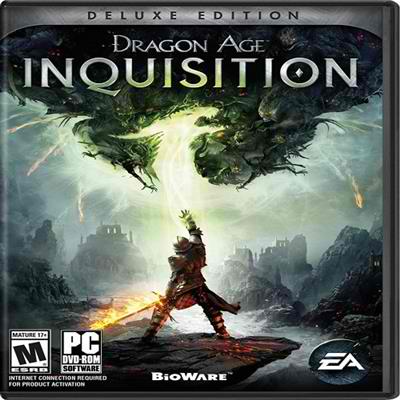 DELUXE EDITION
DRAGON AGE
INQUISITION
MATURE 17+
M
ESRB
PC
DVD-ROM
SOFTWARE
INTERNET CONNECTION REQUIRED
FOR PRODUCT ACTIVATION
BIOWARE™
EA